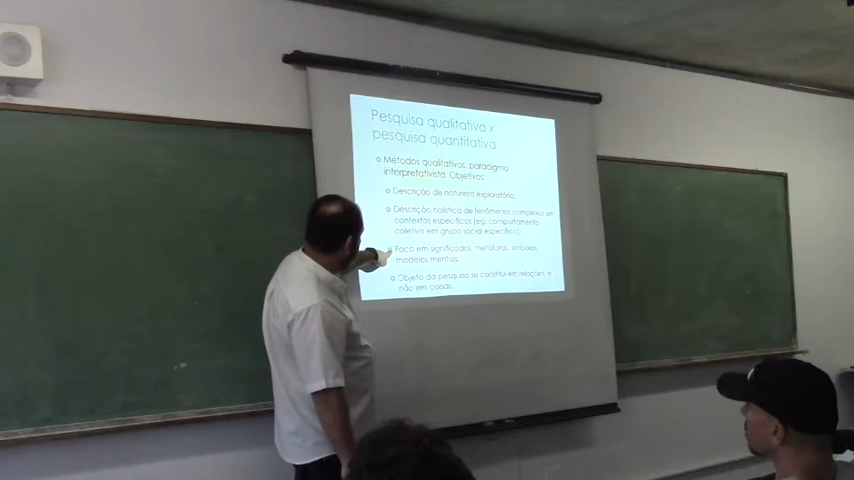 Pesquisa qualitativa x
pesquisa quantitativa
Métodos qualitativos, paradigma
interpretativista. Objetivos:
Descrição de natureza exploratória;
Descrição holística de fenômenos complexos em
contextos específicos (eg. comportamento
coletivo em grupo social específico);
Foco em significados, metáforas, símbolos,
modelos mentais;
Objeto da pesquisa se constitui em relações, e
não em coisas.